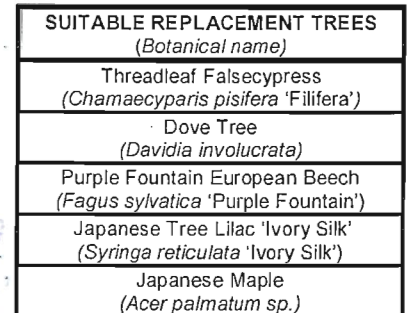 SUITABLE REPLACEMENT TREES
(Botanical name)
Threadleaf Falsecypress
(Chamaecyparis pisifera 'Filifera')
Dove Tree
(Davidia involucrata)
Purple Fountain European Beech
(Fagus sylvatica 'Purple Fountain')
Japanese Tree Lilac 'Ivory Silk'
(Syringa reticulata 'Ivory Silk')
Japanese Maple
(Acer palmatum sp.)